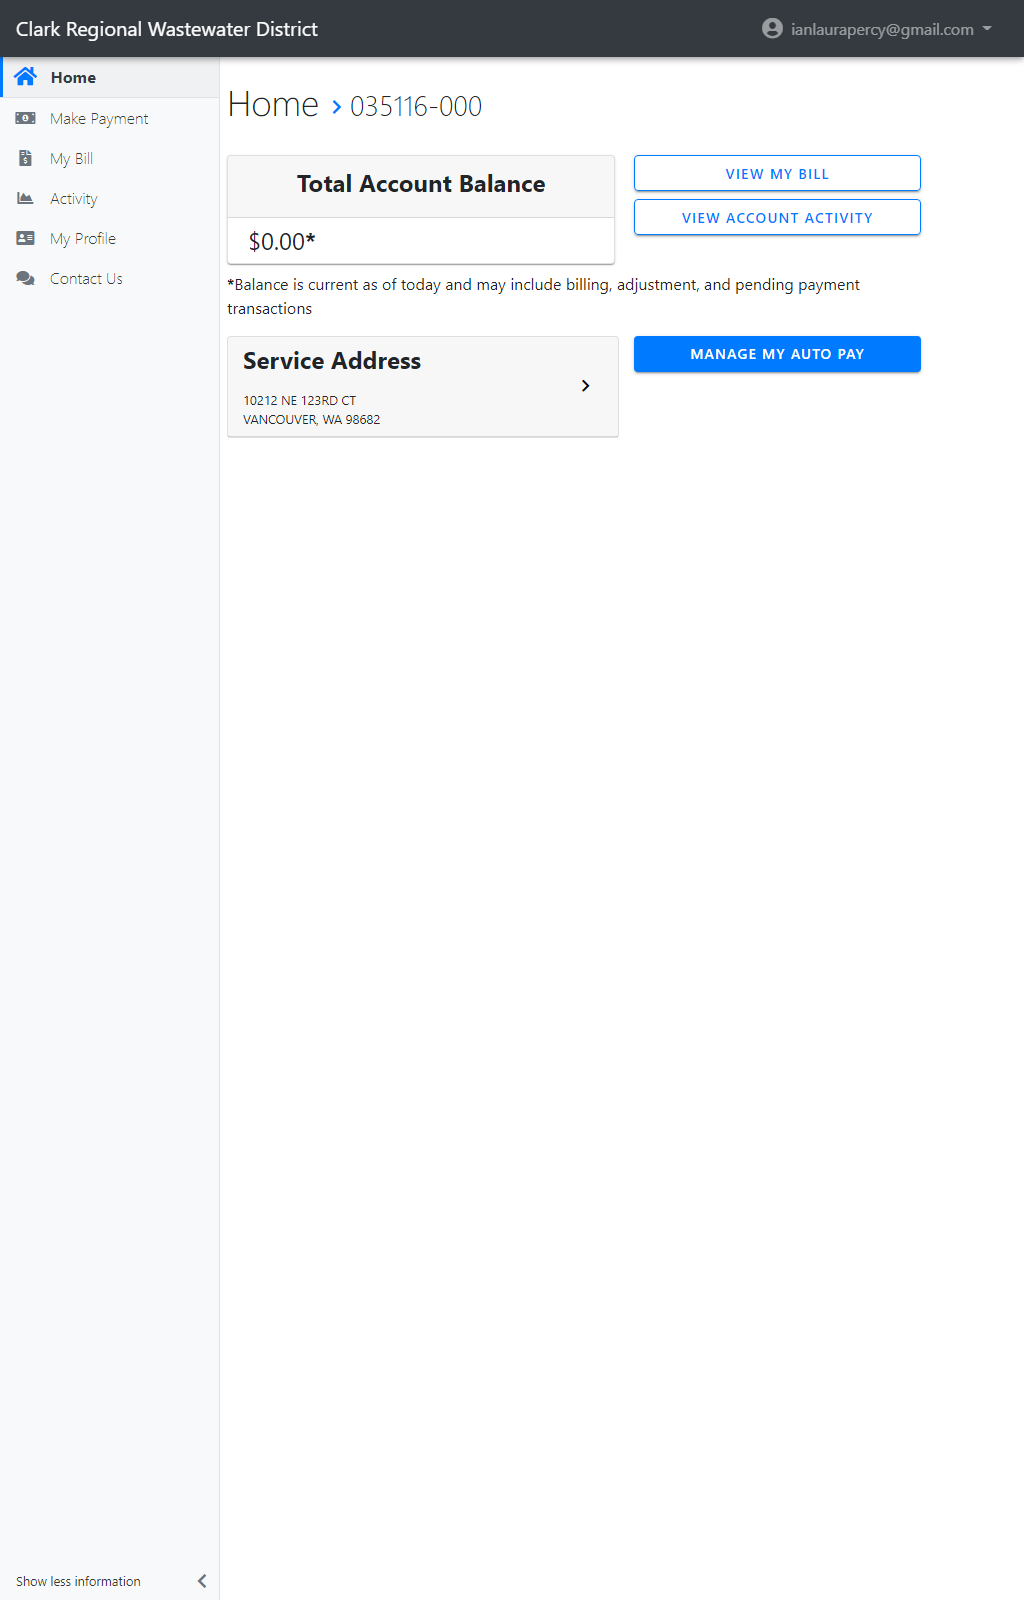 Clark Regional Wastewater District
ianlaurapercy@gmail.com
Home
Make Payment
My Bill
Activity
My Profile
Contact Us
Home › 035116-000
Total Account Balance
$0.00*
VIEW MY BILL
VIEW ACCOUNT ACTIVITY
*Balance is current as of today and may include billing, adjustment, and pending payment
transactions
Service Address
10212 NE 123RD CT
VANCOUVER, WA 98682
MANAGE MY AUTO PAY
Show less information